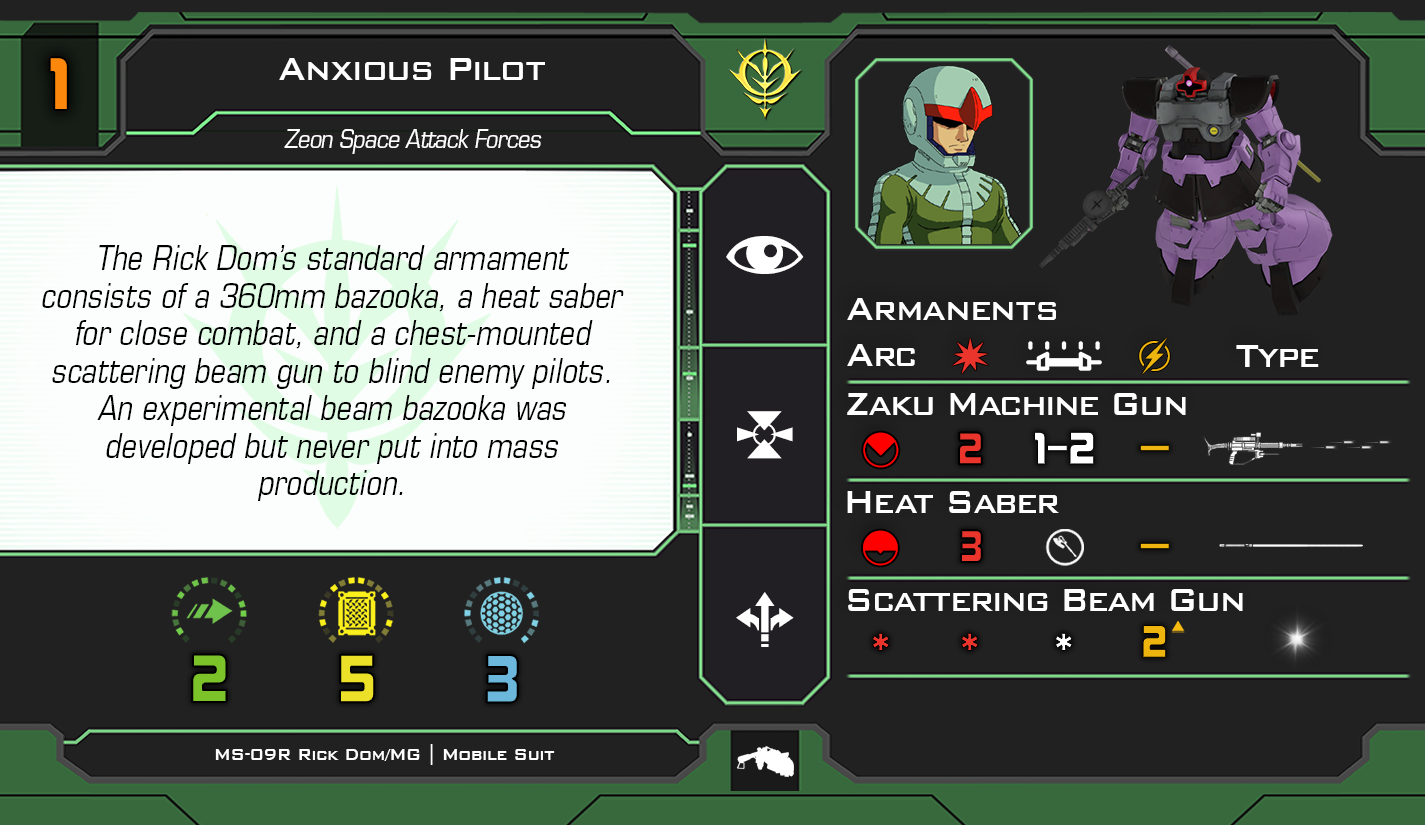 1
Anxious Pilot
Zeon Space Attack Forces
The Rick Dom's standard armament
consists of a 360mm bazooka, a heat saber
for close combat, and a chest-mounted
scattering beam gun to blind enemy pilots.
An experimental beam bazooka was
developed but never put into mass
production.
2 5 3
MS-09R Rick Dom/MG | Mobile Suit
Armanents
Arc Type
Zaku Machine Gun
2 1–2 –
Heat Saber
3 –
Scattering Beam Gun
* * * 2